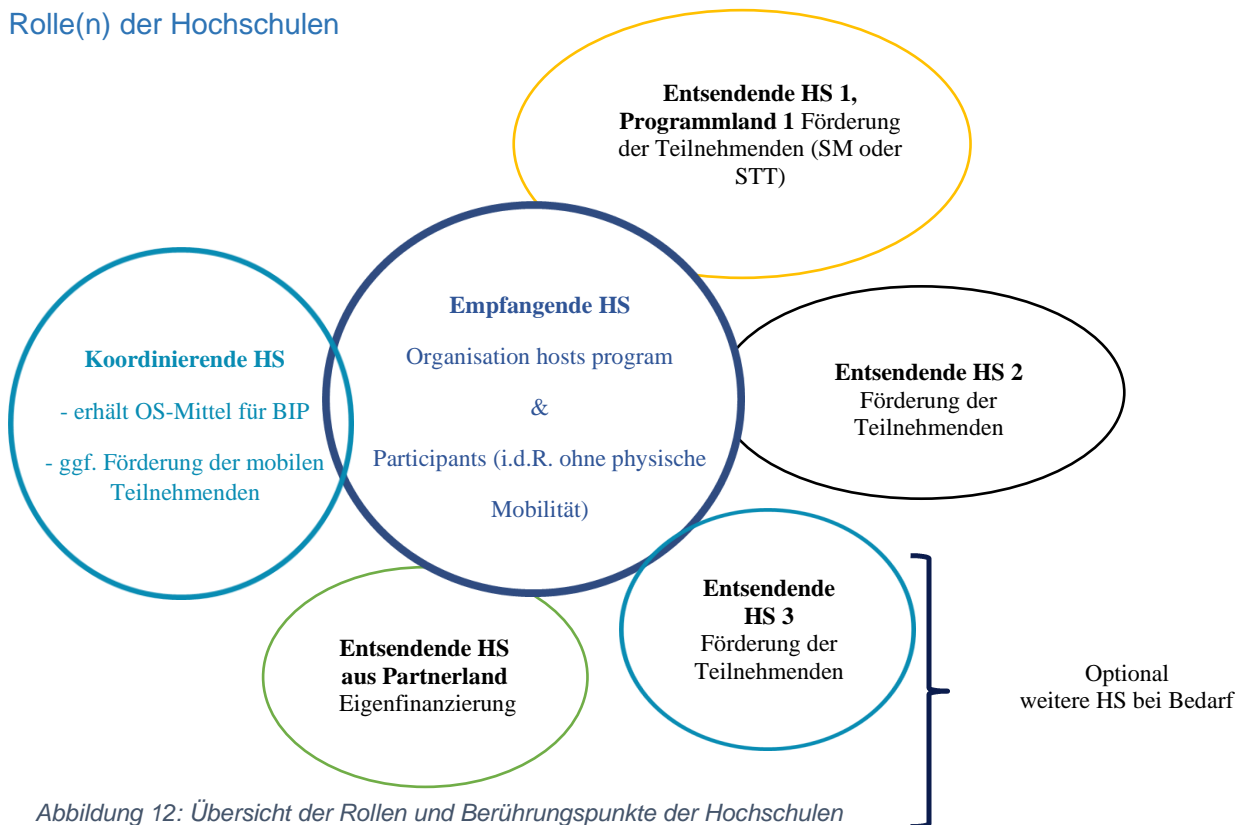 Rolle(n) der Hochschulen
Entsendende HS 1,
Programmland 1 Förderung
der Teilnehmenden (SM oder
STT)
Empfangende HS
Organisation hosts program
&
Participants (i.d.R. ohne physische
Mobilität)
Koordinierende HS
- erhält OS-Mittel für BIP
- ggf. Förderung der mobilen
Teilnehmenden
Entsendende HS 2
Förderung der
Teilnehmenden
Entsendende
HS 3
Förderung der
Teilnehmenden
Entsendende HS
aus Partnerland
Eigenfinanzierung
Optional
weitere HS bei Bedarf
Abbildung 12: Übersicht der Rollen und Berührungspunkte der Hochschulen